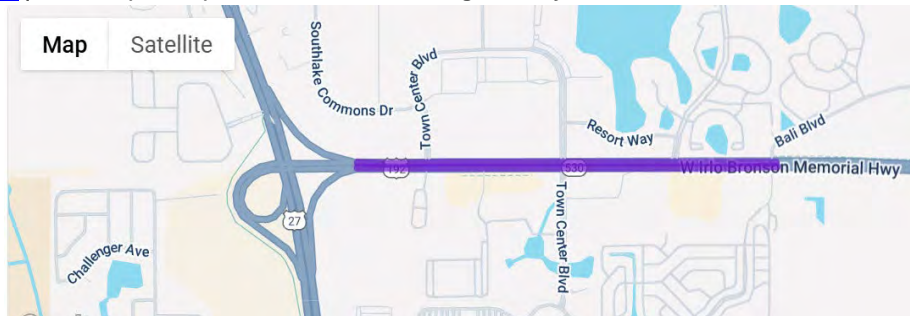 Map
Satellite
Southlake Commons Dr
Town Center Blvd
Resort Way
Bali Blvd
192
530
W Irlo Bronson Memorial Hwy
27
Town Center Blvd
Challenger Ave